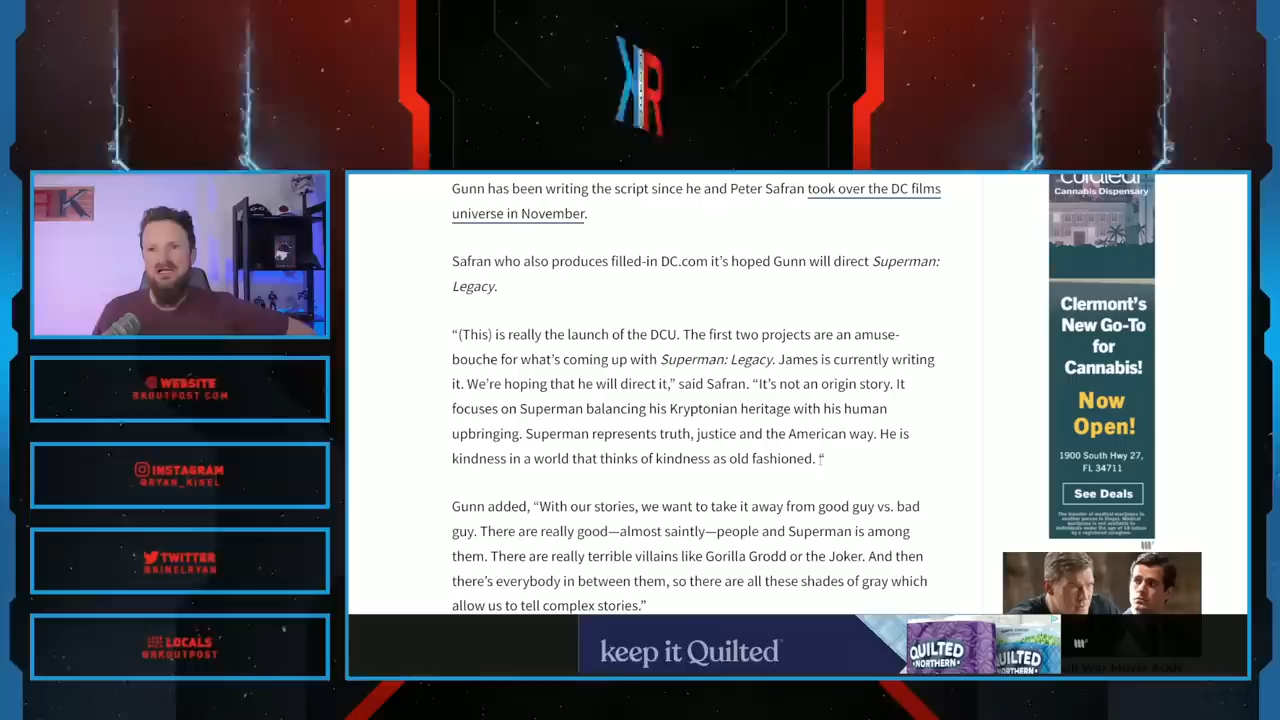 KR
WEBSITE
RKOUTPOST.COM
INSTAGRAM
@RYAN_KINEL
TWITTER
@KINELRYAN
LOCALS
@RKOUTPOST
Gunn has been writing the script since he and Peter Safran took over the DC films
universe in November.
Safran who also produces filled-in DC.com it’s hoped Gunn will direct Superman:
Legacy.
“(This) is really the launch of the DCU. The first two projects are an amuse-
bouche for what’s coming up with Superman: Legacy. James is currently writing
it. We’re hoping that he will direct it,” said Safran. “It’s not an origin story. It
focuses on Superman balancing his Kryptonian heritage with his human
upbringing. Superman represents truth, justice and the American way. He is
kindness in a world that thinks of kindness as old fashioned. “
Gunn added, “With our stories, we want to take it away from good guy vs. bad
guy. There are really good—almost saintly—people and Superman is among
them. There are really terrible villains like Gorilla Grodd or the Joker. And then
there’s everybody in between them, so there are all these shades of gray which
allow us to tell complex stories.”
curaleaf
Cannabis Dispensary
Clermont's
New Go-To
for
Cannabis!
Now
Open!
1900 South Hwy 27,
FL 34711
See Deals
keep it Quilted
QUILTED
NORTHERN
QUILTED
NORTHERN